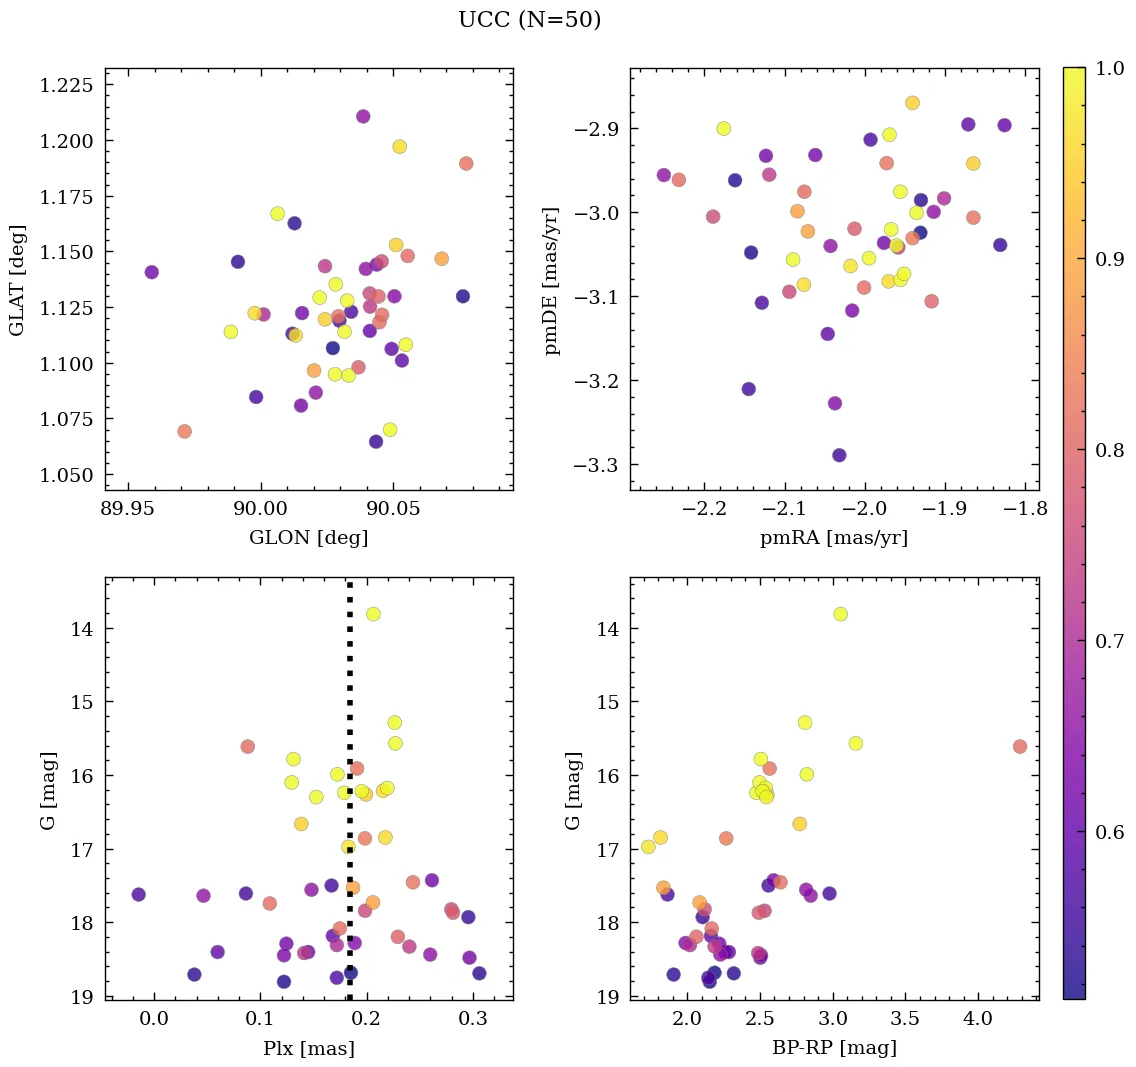 UCC (N=50)
1.225
1.200
1.175
1.150
1.125
1.100
1.075
1.050
GLAT [deg]
89.95 90.00 90.05
GLON [deg]
−2.9
−3.0
−3.1
−3.2
−3.3
pmDE [mas/yr]
−2.2 −2.1 −2.0 −1.9 −1.8
pmRA [mas/yr]
14
15
16
17
18
19
G [mag]
0.0 0.1 0.2 0.3
Plx [mas]
14
15
16
17
18
19
G [mag]
2.0 2.5 3.0 3.5 4.0
BP-RP [mag]
1.0
0.9
0.8
0.7
0.6